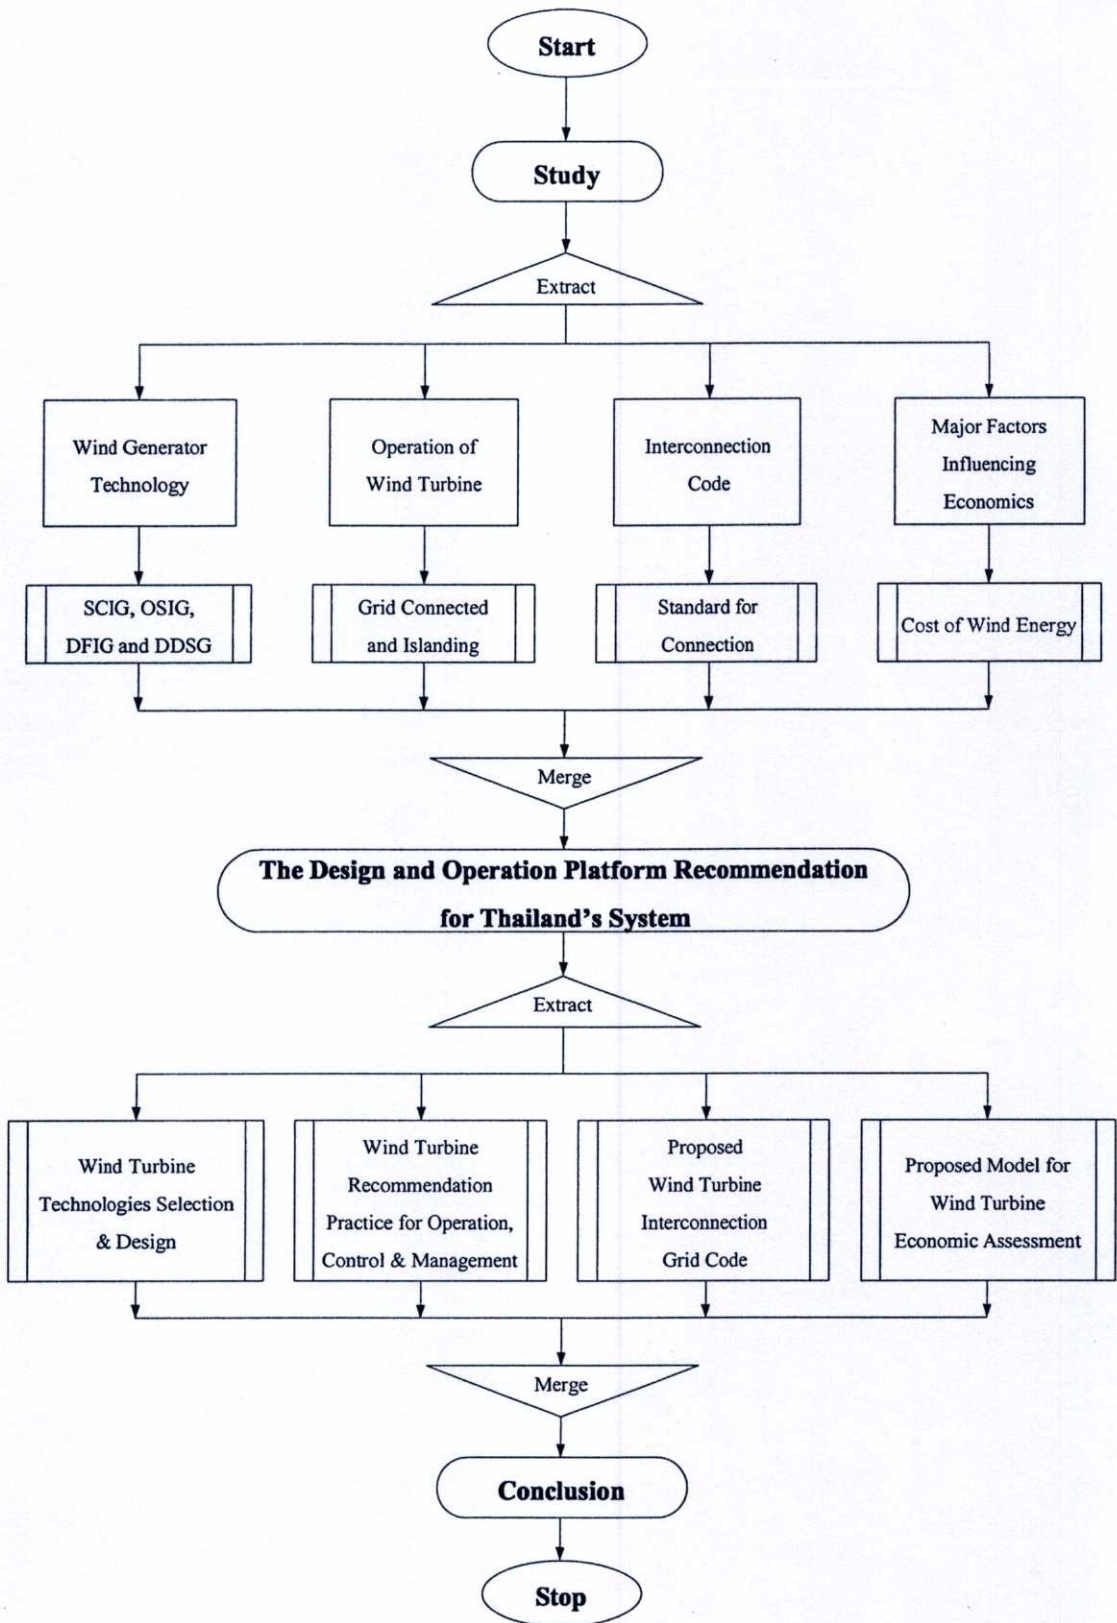 Start
Study
Extract
Wind Generator
Technology
Operation of
Wind Turbine
Interconnection
Code
Major Factors
Influencing
Economics
SCIG, OSIG,
DFIG and DDSG
Grid Connected
and Islanding
Standard for
Connection
Cost of Wind Energy
Merge
The Design and Operation Platform Recommendation
for Thailand's System
Extract
Wind Turbine
Technologies Selection
& Design
Wind Turbine
Recommendation
Practice for Operation,
Control & Management
Proposed
Wind Turbine
Interconnection
Grid Code
Proposed Model for
Wind Turbine
Economic Assessment
Merge
Conclusion
Stop